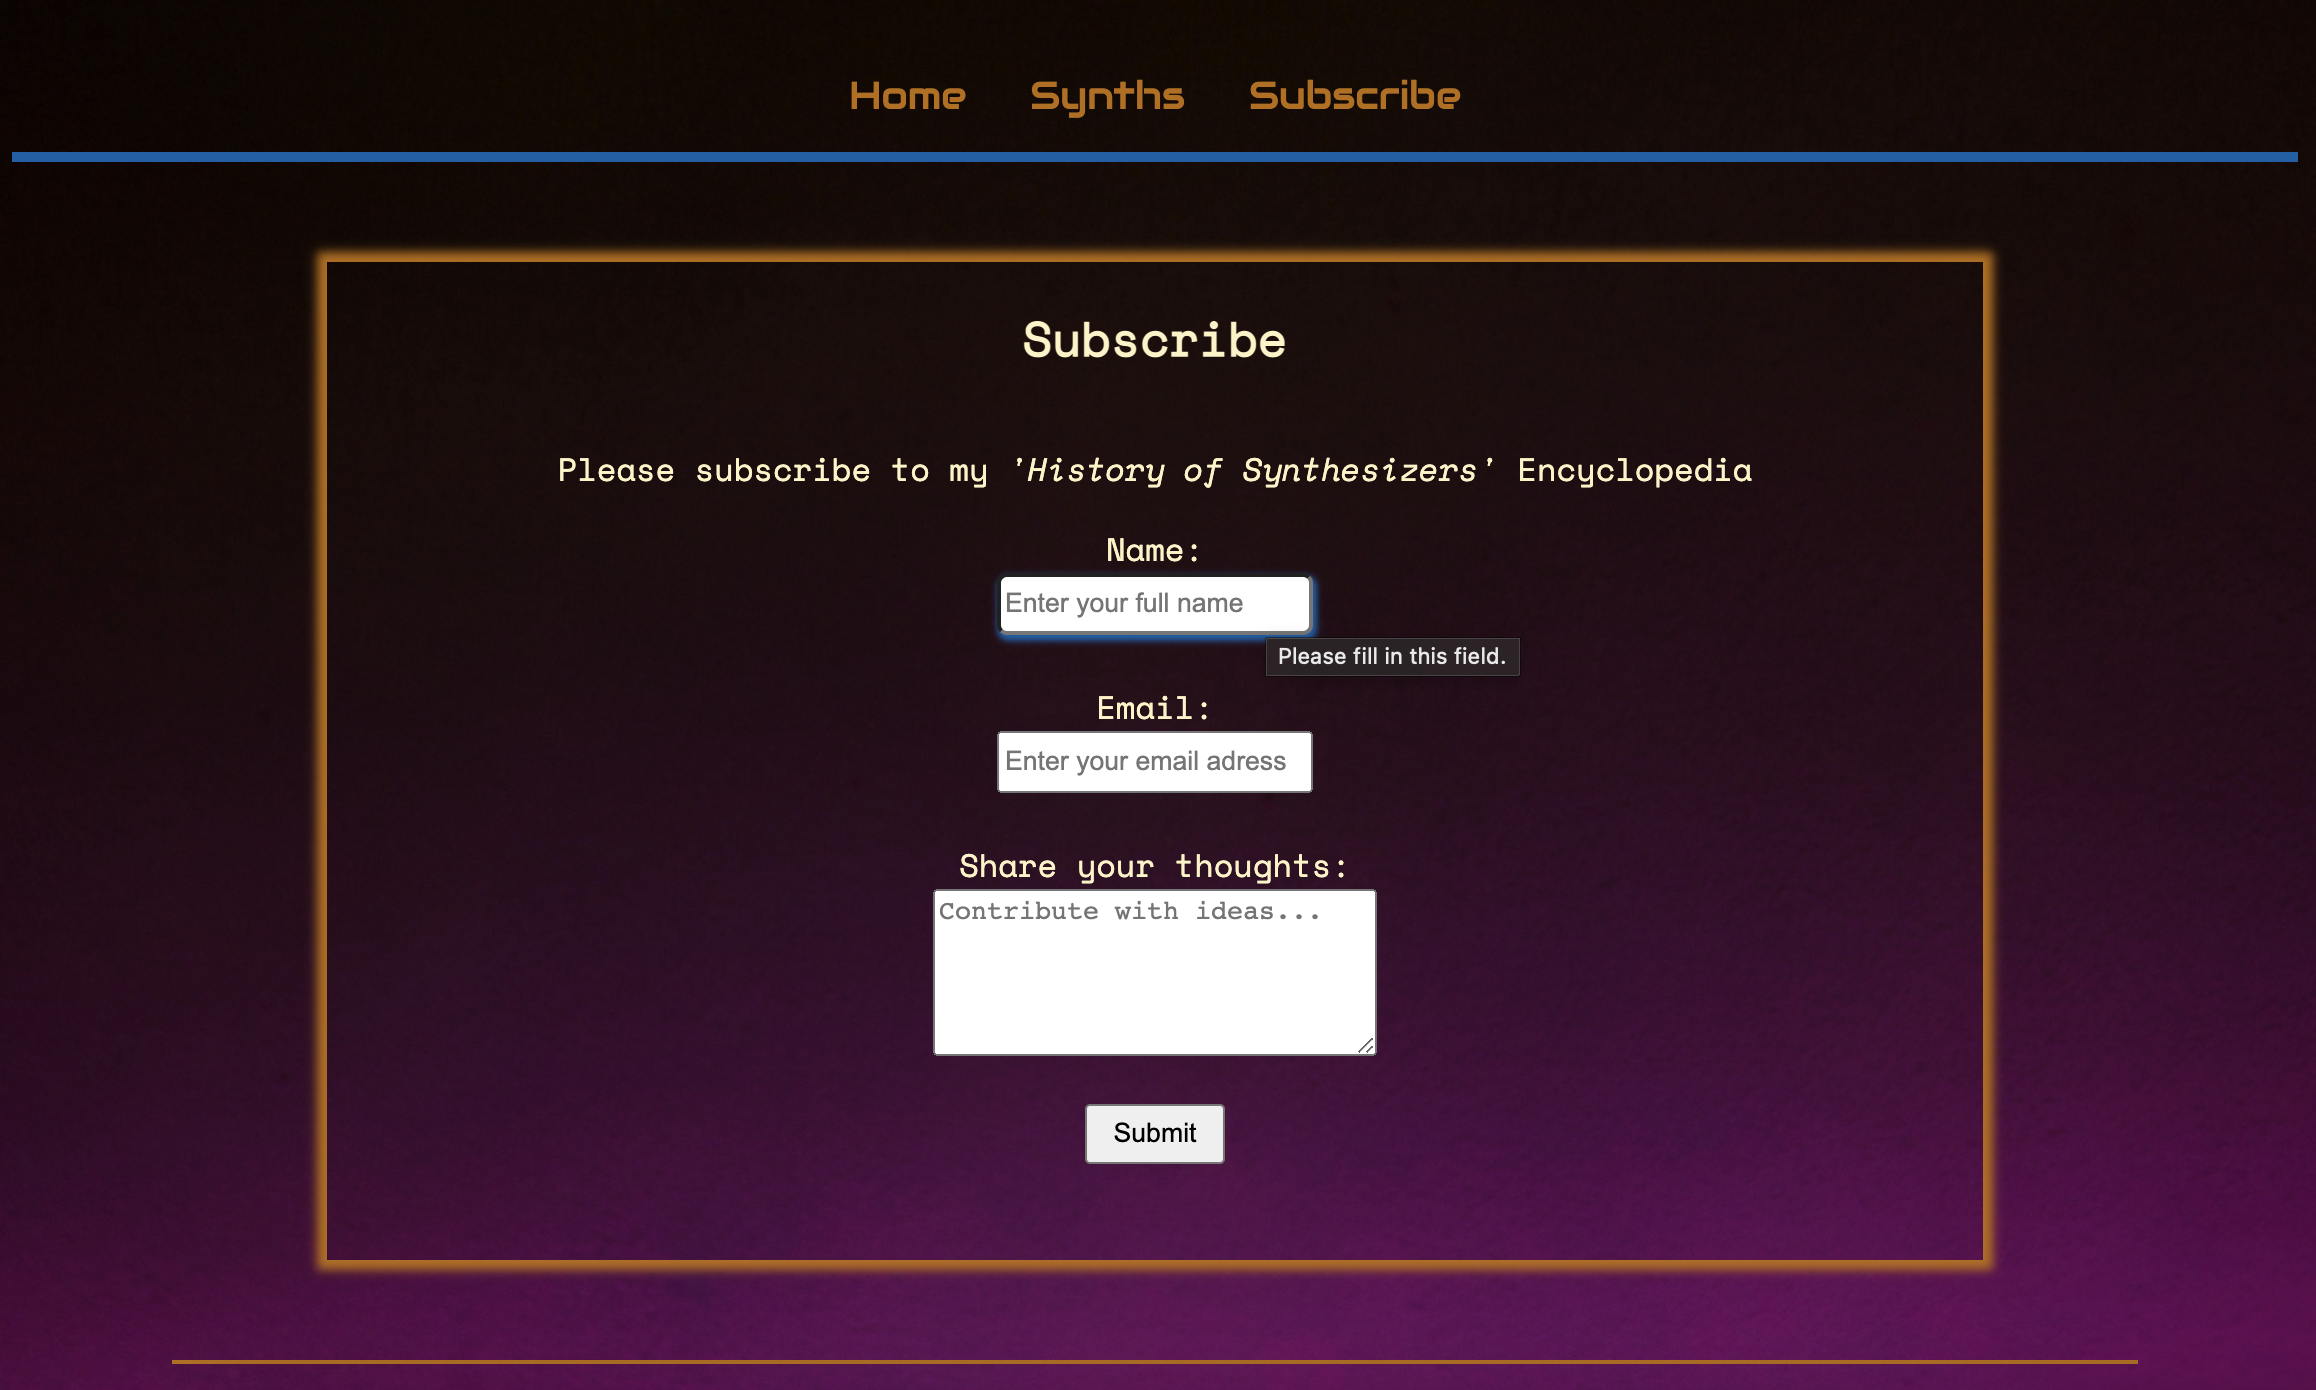 Home Synths Subscribe
Subscribe
Please subscribe to my 'History of Synthesizers' Encyclopedia
Name:
Enter your full name
Please fill in this field.
Email:
Enter your email adress
Share your thoughts:
Contribute with ideas...
Submit